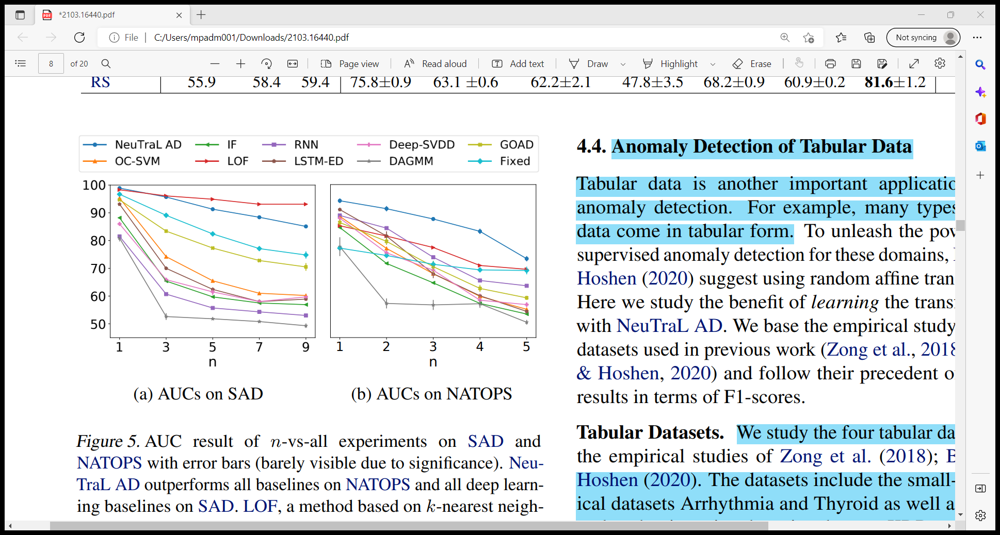 *2103.16440.pdf
File
C:/Users/mpadm001/Downloads/2103.16440.pdf
Not syncing
8 of 20
Page view
Read aloud
Add text
Draw
Highlight
Erase
RS 55.9 58.4 59.4 75.8±0.9 63.1 ±0.6 62.2±2.1 47.8±3.5 68.2±0.9 60.9±0.2 81.6±1.2
NeuTraL AD IF RNN Deep-SVDD GOAD
OC-SVM LOF LSTM-ED DAGMM Fixed
100
90
80
70
60
50
1 3 5 7 9
n
1 2 3 4 5
n
(a) AUCs on SAD
(b) AUCs on NATOPS
Figure 5. AUC result of n-vs-all experiments on SAD and
NATOPS with error bars (barely visible due to significance). Neu-
TraL AD outperforms all baselines on NATOPS and all deep learn-
ing baselines on SAD. LOF, a method based on k-nearest neigh-
4.4. Anomaly Detection of Tabular Data
Tabular data is another important applicatio
anomaly detection. For example, many types
data come in tabular form. To unleash the pow
supervised anomaly detection for these domains,
Hoshen (2020) suggest using random affine tran
Here we study the benefit of learning the trans
with NeuTraL AD. We base the empirical study
datasets used in previous work (Zong et al., 2018
& Hoshen, 2020) and follow their precedent o
results in terms of F1-scores.
Tabular Datasets. We study the four tabular da
the empirical studies of Zong et al. (2018); B
Hoshen (2020). The datasets include the small-
ical datasets Arrhythmia and Thyroid as well a